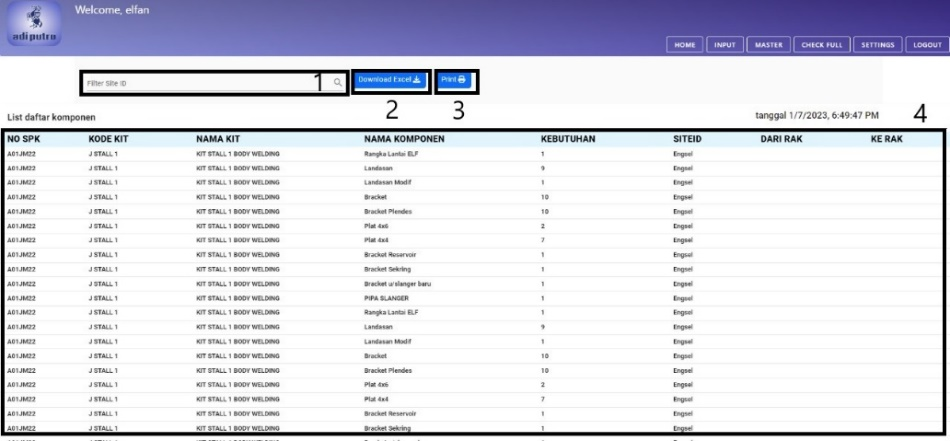 Welcome, elfan
adiputro
HOME INPUT MASTER CHECK FULL SETTINGS LOGOUT
Filter Site ID 1 Download Excel Print
2 3
List daftar komponen tanggal 1/7/2023, 6:49:47 PM 4
NO SPK KODE KIT NAMA KIT NAMA KOMPONEN KEBUTUHAN SITEID DARI RAK KE RAK
A01JM22 J STALL 1 KIT STALL 1 BODY WELDING Rangka Lantai ELF 1 Engsel
A01JM22 J STALL 1 KIT STALL 1 BODY WELDING Landasan 9 Engsel
A01JM22 J STALL 1 KIT STALL 1 BODY WELDING Landasan Modif 1 Engsel
A01JM22 J STALL 1 KIT STALL 1 BODY WELDING Bracket 10 Engsel
A01JM22 J STALL 1 KIT STALL 1 BODY WELDING Bracket Plendes 10 Engsel
A01JM22 J STALL 1 KIT STALL 1 BODY WELDING Plat 4x6 2 Engsel
A01JM22 J STALL 1 KIT STALL 1 BODY WELDING Plat 4x4 7 Engsel
A01JM22 J STALL 1 KIT STALL 1 BODY WELDING Bracket Reservoir 1 Engsel
A01JM22 J STALL 1 KIT STALL 1 BODY WELDING Bracket Sekring 1 Engsel
A01JM22 J STALL 1 KIT STALL 1 BODY WELDING Bracket u/slanger baru 1 Engsel
A01JM22 J STALL 1 KIT STALL 1 BODY WELDING PIPA SLANGER 1 Engsel
A01JM22 J STALL 1 KIT STALL 1 BODY WELDING Rangka Lantai ELF 1 Engsel
A01JM22 J STALL 1 KIT STALL 1 BODY WELDING Landasan 9 Engsel
A01JM22 J STALL 1 KIT STALL 1 BODY WELDING Landasan Modif 1 Engsel
A01JM22 J STALL 1 KIT STALL 1 BODY WELDING Bracket 10 Engsel
A01JM22 J STALL 1 KIT STALL 1 BODY WELDING Bracket Plendes 10 Engsel
A01JM22 J STALL 1 KIT STALL 1 BODY WELDING Plat 4x6 2 Engsel
A01JM22 J STALL 1 KIT STALL 1 BODY WELDING Plat 4x4 7 Engsel
A01JM22 J STALL 1 KIT STALL 1 BODY WELDING Bracket Reservoir 1 Engsel
A01JM22 J STALL 1 KIT STALL 1 BODY WELDING Bracket Sekring 1 Engsel